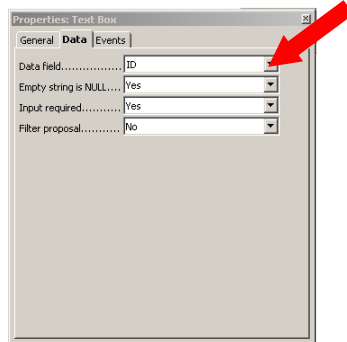 Properties: Text Box
General Data Events
Data field................ ID
Empty string is NULL.... Yes
Input required........... Yes
Filter proposal........... No